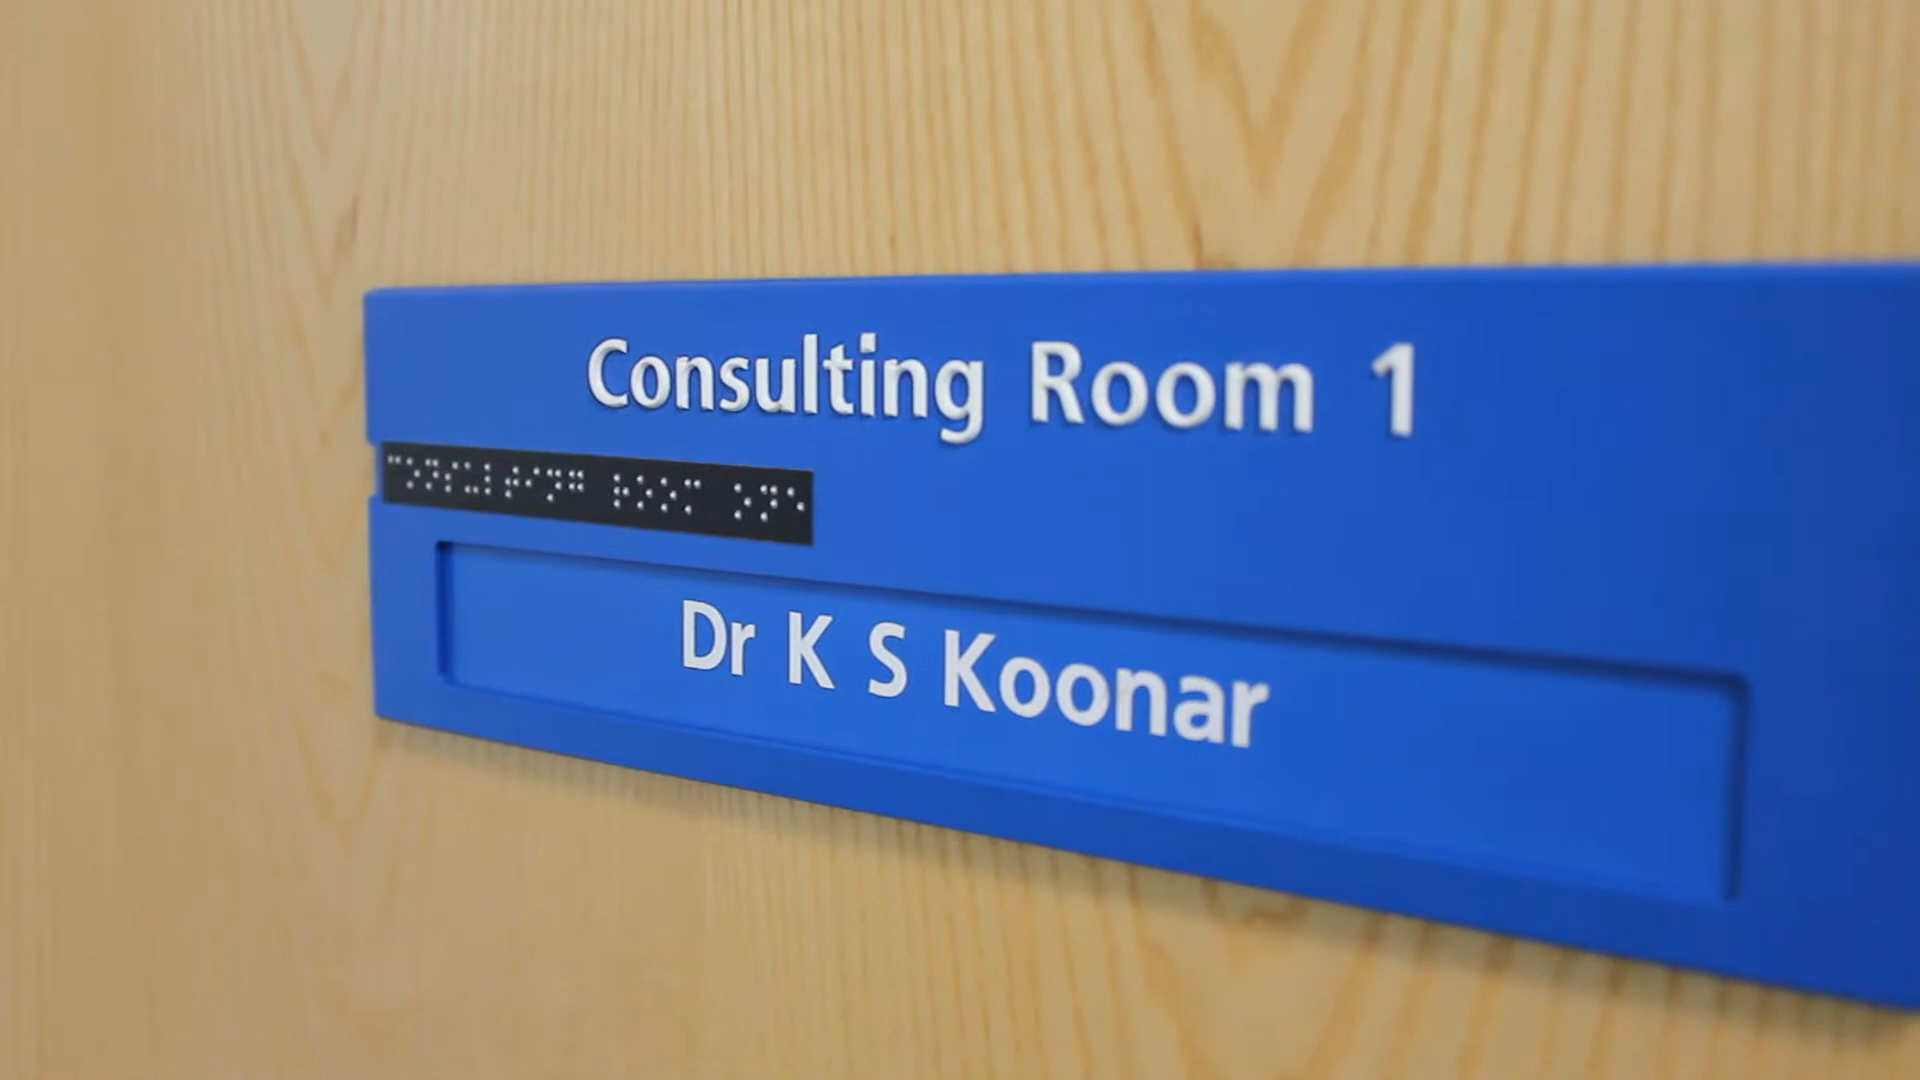 Consulting Room 1
⠉⠕⠝⠎⠥⠇⠞⠊⠝⠛ ⠗⠕⠕⠍ ⠕⠝⠑
Dr K S Koonar